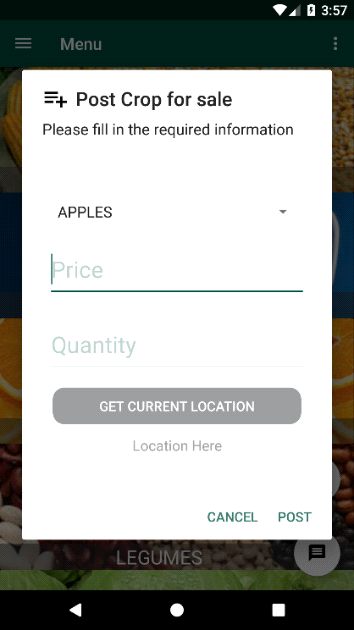 3:57
Menu
Post Crop for sale
Please fill in the required information
APPLES
Price
Quantity
GET CURRENT LOCATION
Location Here
CANCEL POST
LEGUMES